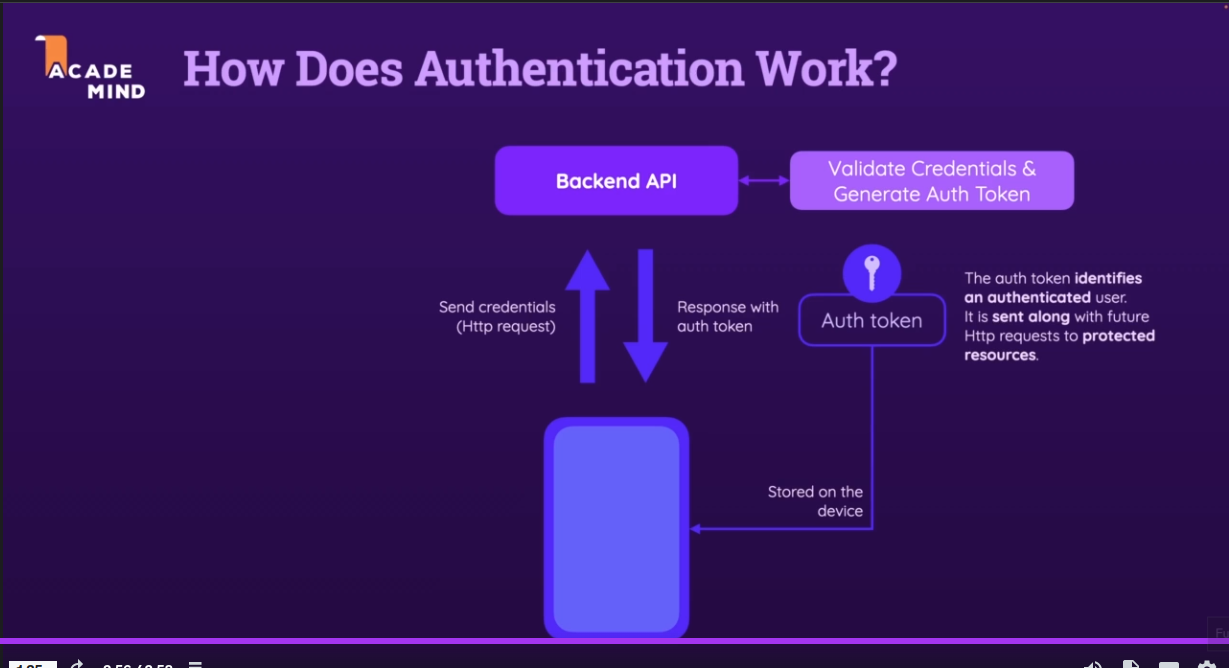 ACADE
MIND
How Does Authentication Work?
Backend API
Validate Credentials &
Generate Auth Token
Send credentials
(Http request)
Response with
auth token
Auth token
The auth token identifies
an authenticated user.
It is sent along with future
Http requests to protected
resources.
Stored on the
device